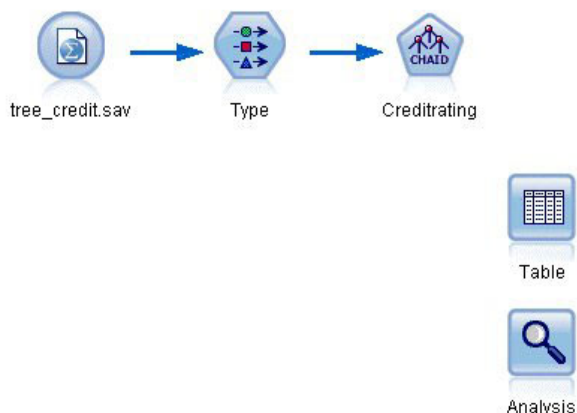 CHAID
tree_credit.sav
Type
Creditrating
Table
Analysis